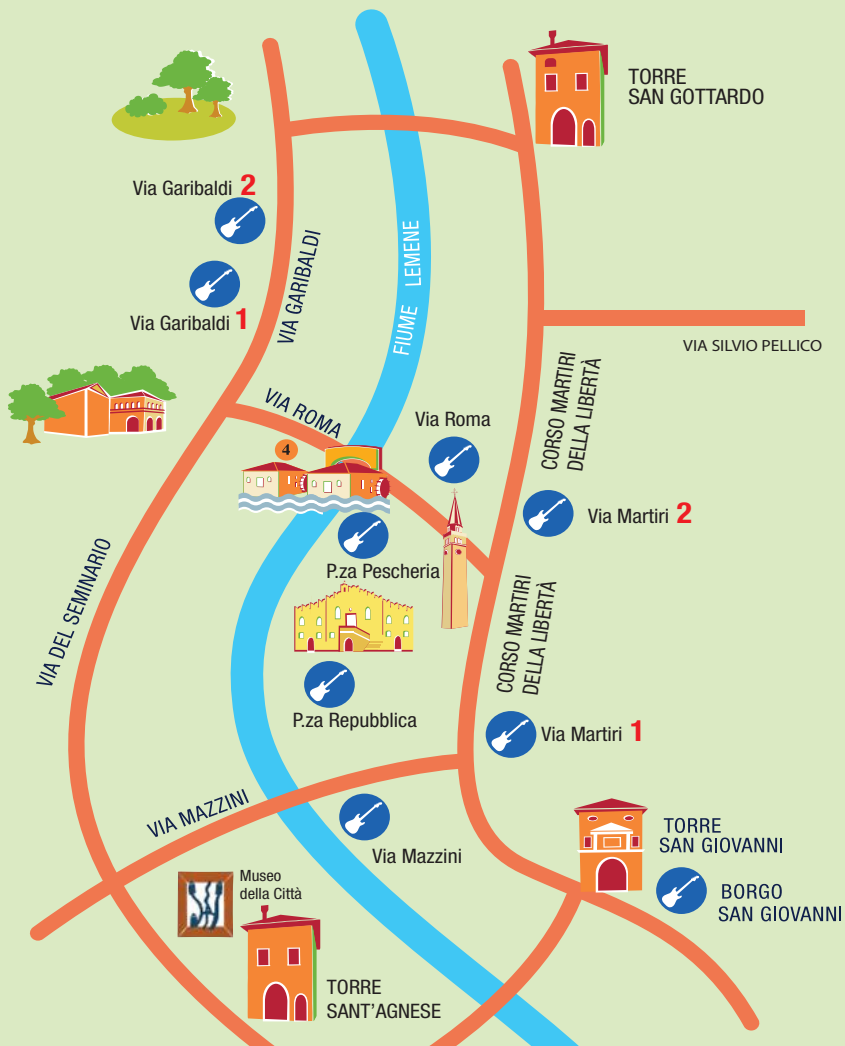 TORRE
SAN GOTTARDO
Via Garibaldi 2
VIA GARIBALDI
FIUME LEMENE
Via Garibaldi 1
VIA SILVIO PELLICO
VIA ROMA
Via Roma
CORSO MARTIRI
DELLA LIBERTÀ
4
Via Martiri 2
P.za Pescheria
VIA DEL SEMINARIO
CORSO MARTIRI
DELLA LIBERTÀ
P.za Repubblica
Via Martiri 1
VIA MAZZINI
Via Mazzini
TORRE
SAN GIOVANNI
Museo
della Città
BORGO
SAN GIOVANNI
TORRE
SANT'AGNESE